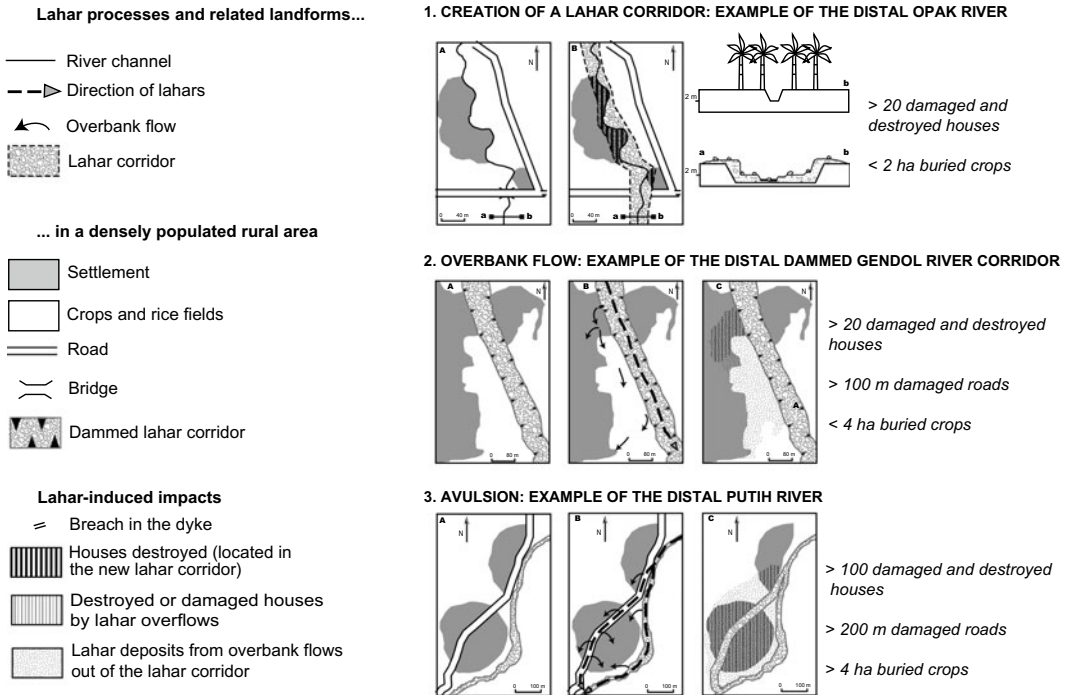 Lahar processes and related landforms...
River channel
Direction of lahars
Overbank flow
Lahar corridor
... in a densely populated rural area
Settlement
Crops and rice fields
Road
Bridge
Dammed lahar corridor
Lahar-induced impacts
Breach in the dyke
Houses destroyed (located in
the new lahar corridor)
Destroyed or damaged houses
by lahar overflows
Lahar deposits from overbank flows
out of the lahar corridor
1. CREATION OF A LAHAR CORRIDOR: EXAMPLE OF THE DISTAL OPAK RIVER
A
N
a
b
0 40 m
B
N
a
b
0 40 m
b
2 m
a
b
2 m
> 20 damaged and
destroyed houses
< 2 ha buried crops
2. OVERBANK FLOW: EXAMPLE OF THE DISTAL DAMMED GENDOL RIVER CORRIDOR
A
N
0 80 m
B
N
0 80 m
C
N
A
0 80 m
> 20 damaged and destroyed
houses
> 100 m damaged roads
< 4 ha buried crops
3. AVULSION: EXAMPLE OF THE DISTAL PUTIH RIVER
A
N
0 100 m
B
N
0 100 m
C
N
0 100 m
> 100 damaged and destroyed
houses
> 200 m damaged roads
> 4 ha buried crops